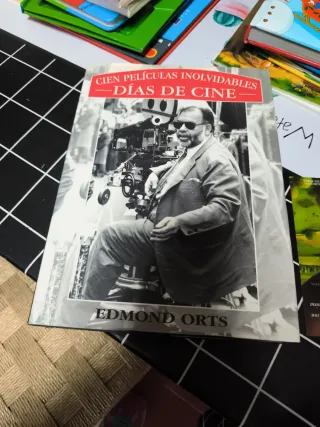 CIEN PELÍCULAS INOLVIDABLES
DÍAS DE CINE
EDMOND ORTS